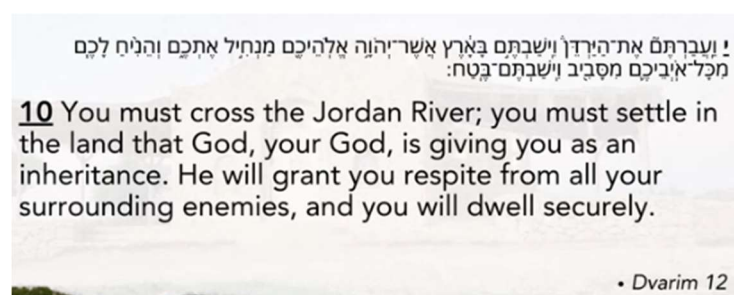 י וַעֲבַרְתֶּם֮ אֶת־הַיַּרְדֵּן֒ וִֽישַׁבְתֶּ֣ם בָּאָ֔רֶץ אֲשֶׁר־יְהוָ֥ה אֱלֹהֵיכֶ֖ם מַנְחִ֣יל אֶתְכֶ֑ם וְהֵנִ֨יחַ לָכֶ֧ם
מִכָּל־אֹיְבֵיכֶ֛ם מִסָּבִ֖יב וִֽישַׁבְתֶּם־בֶּֽטַח׃
10 You must cross the Jordan River; you must settle in
the land that God, your God, is giving you as an
inheritance. He will grant you respite from all your
surrounding enemies, and you will dwell securely.
• Dvarim 12